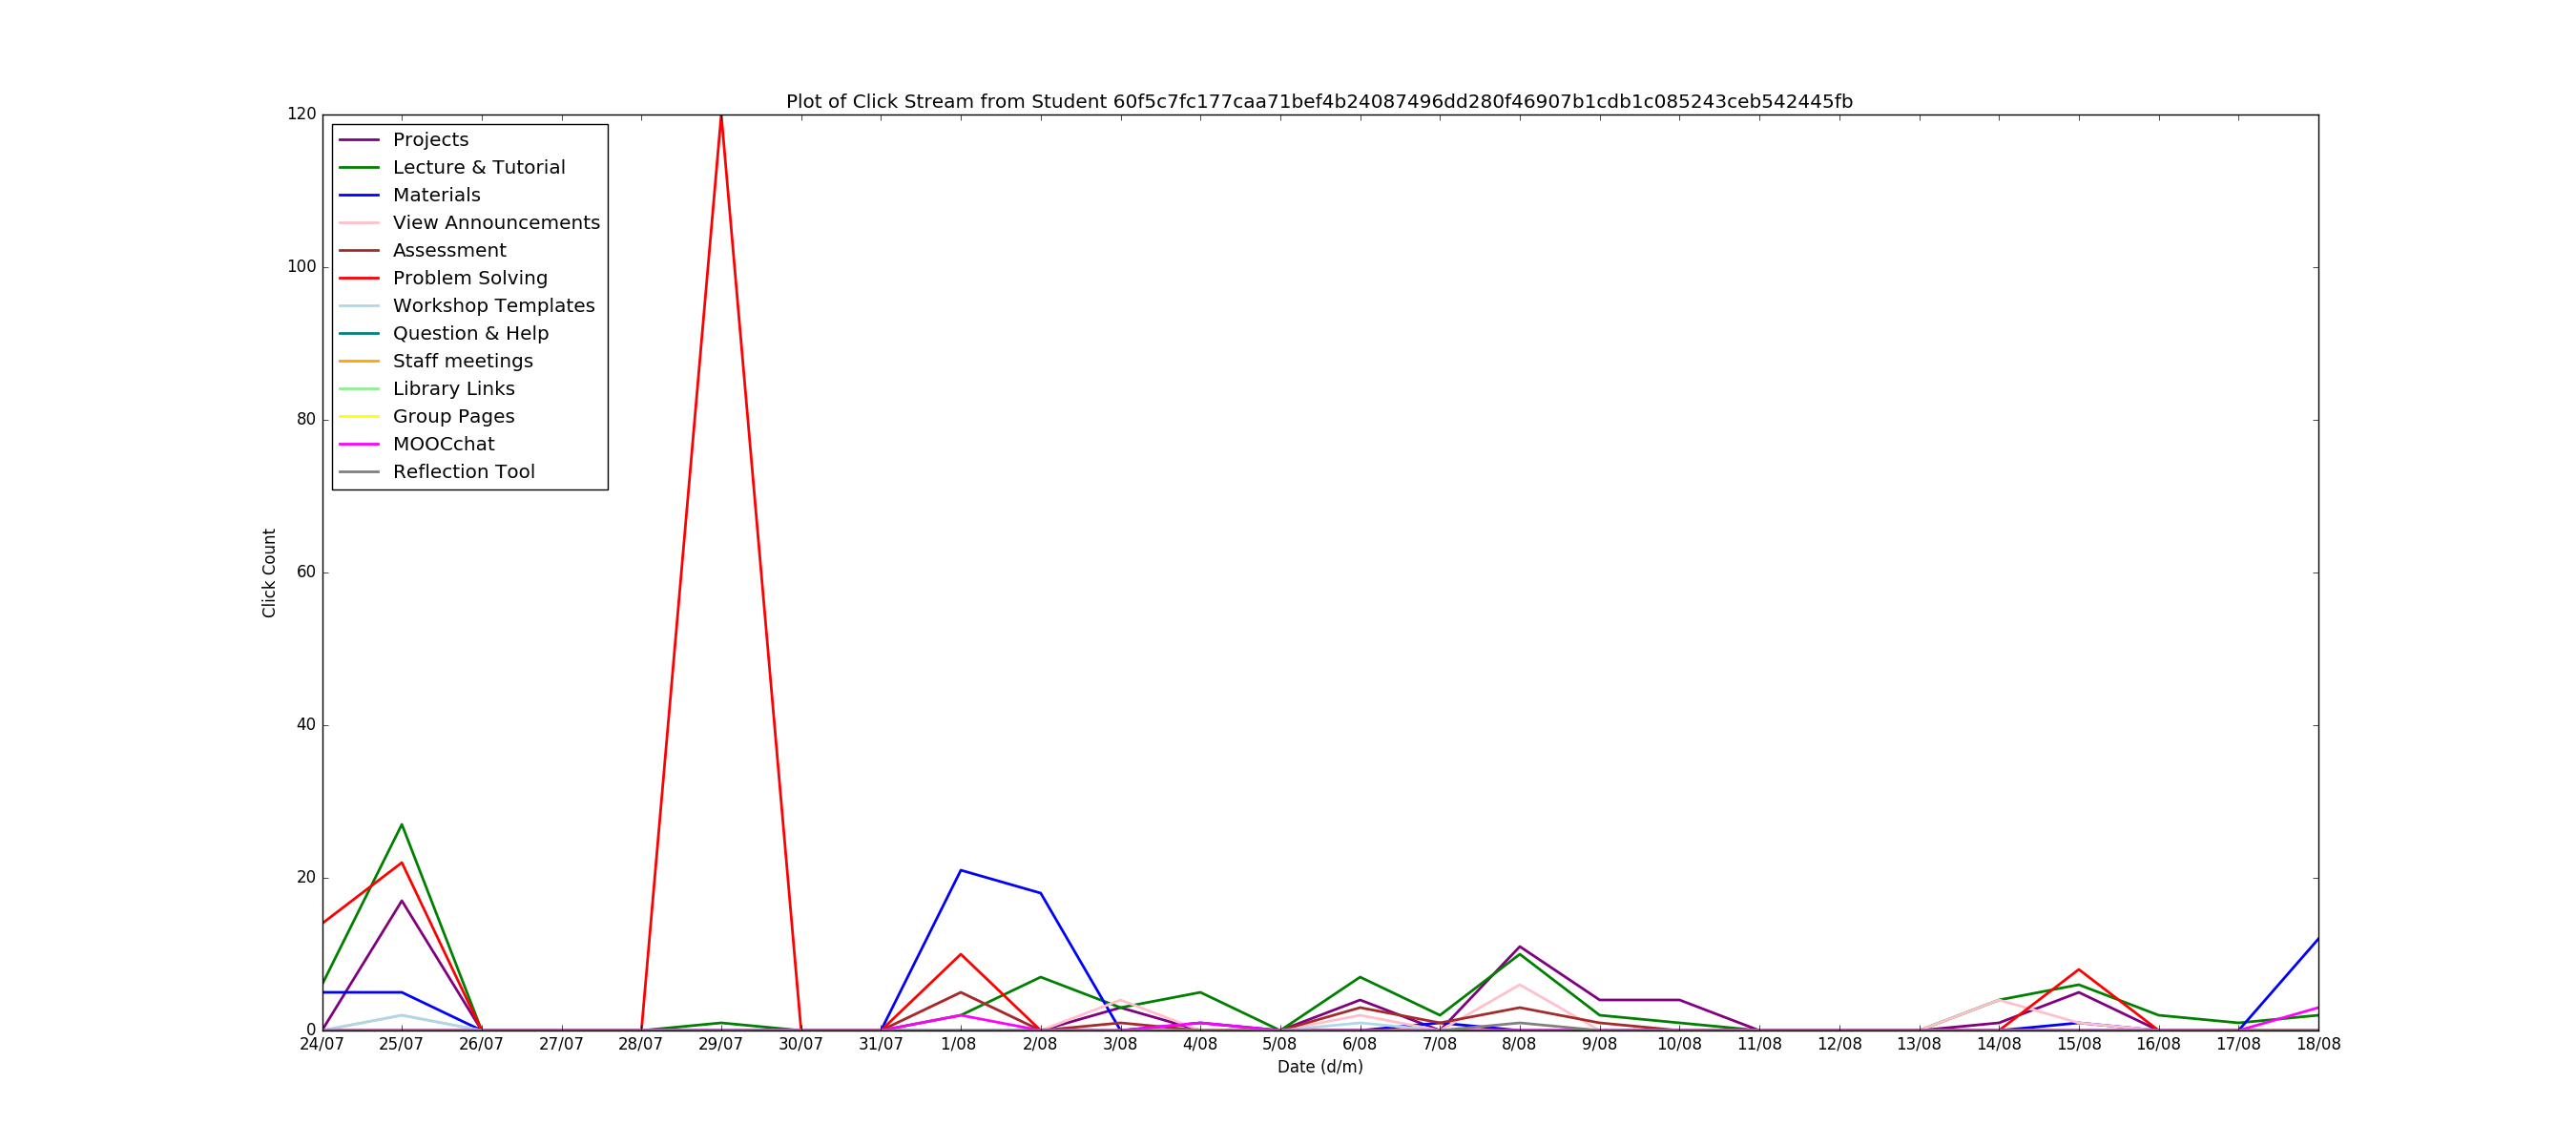 Plot of Click Stream from Student 60f5c7fc177caa71bef4b24087496dd280f46907b1cdb1c085243ceb542445fb
120
100
80
60
40
20
0
Click Count
Projects
Lecture & Tutorial
Materials
View Announcements
Assessment
Problem Solving
Workshop Templates
Question & Help
Staff meetings
Library Links
Group Pages
MOOCchat
Reflection Tool
24/07 25/07 26/07 27/07 28/07 29/07 30/07 31/07 1/08 2/08 3/08 4/08 5/08 6/08 7/08 8/08 9/08 10/08 11/08 12/08 13/08 14/08 15/08 16/08 17/08 18/08
Date (d/m)